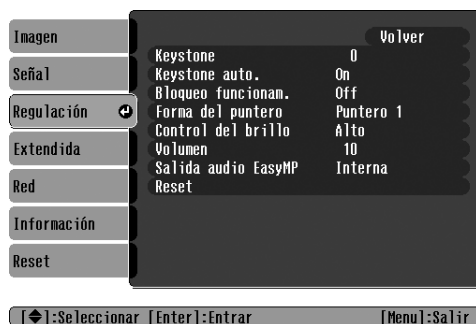 Imagen
Señal
Regulación
Extendida
Red
Información
Reset
Volver
Keystone 0
Keystone auto. On
Bloqueo funcionam. Off
Forma del puntero Puntero 1
Control del brillo Alto
Volumen 10
Salida audio EasyMP Interna
Reset
[◆]:Seleccionar [Enter]:Entrar [Menu]:Salir